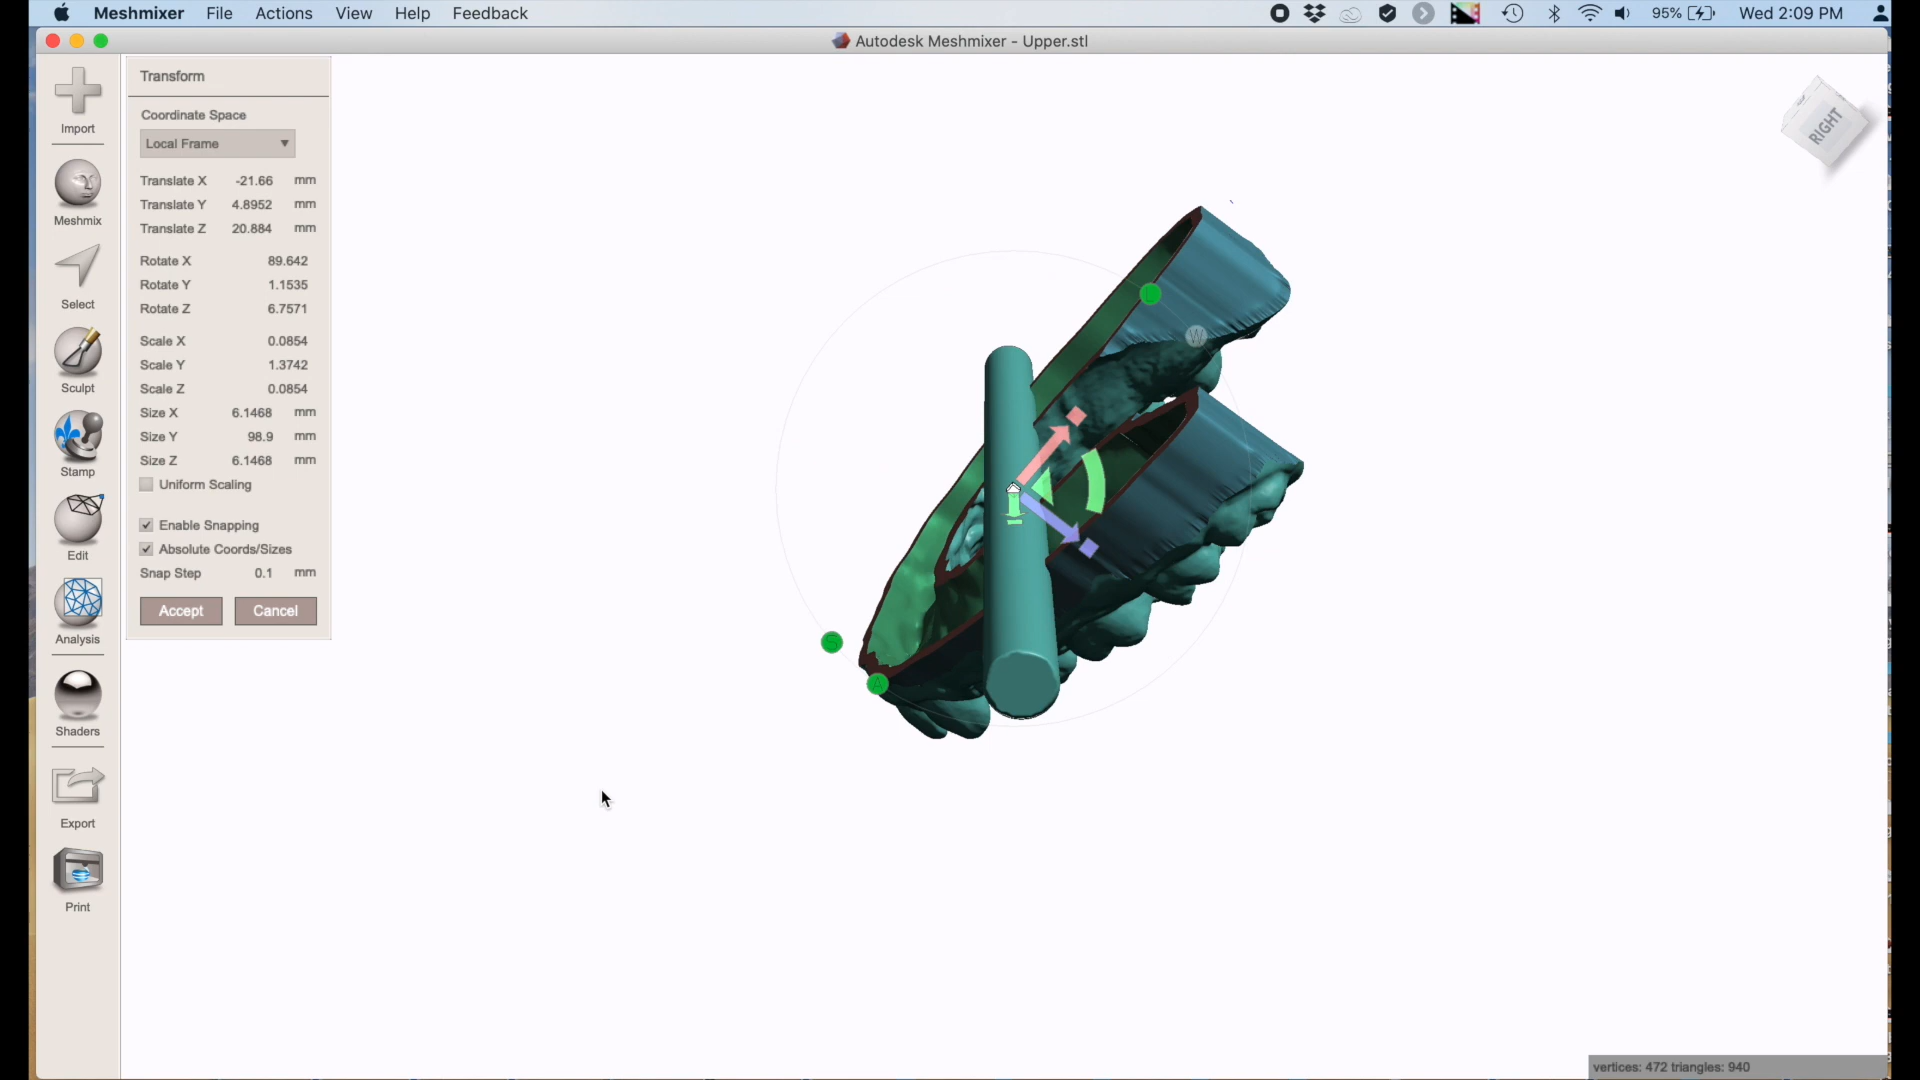 Meshmixer File Actions View Help Feedback 95% Wed 2:09 PM
Autodesk Meshmixer - Upper.stl
Import
Meshmix
Select
Sculpt
Stamp
Edit
Analysis
Shaders
Export
Print
Transform
Coordinate Space
Local Frame
Translate X -21.66 mm
Translate Y 4.8952 mm
Translate Z 20.884 mm
Rotate X 89.642
Rotate Y 1.1535
Rotate Z 6.7571
Scale X 0.0854
Scale Y 1.3742
Scale Z 0.0854
Size X 6.1468 mm
Size Y 98.9 mm
Size Z 6.1468 mm
Uniform Scaling
Enable Snapping
Absolute Coords/Sizes
Snap Step 0.1 mm
Accept Cancel
RIGHT
W
A
vertices: 472 triangles: 940